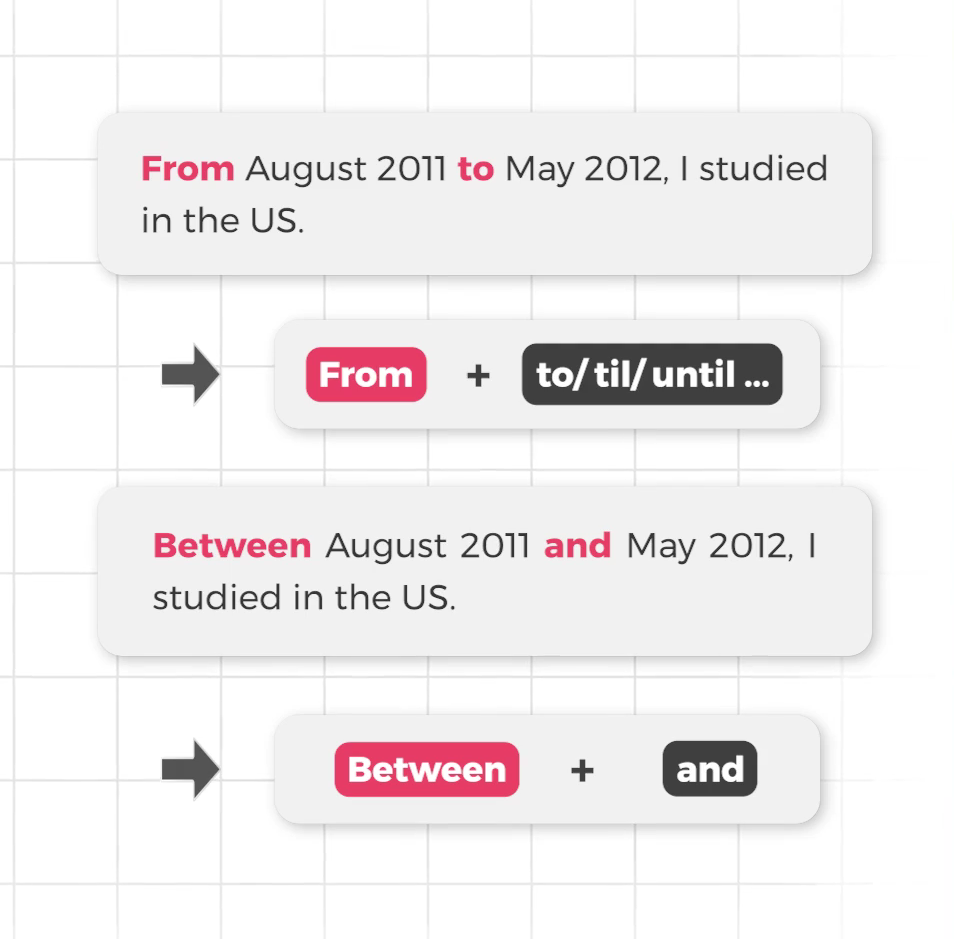 From August 2011 to May 2012, I studied
in the US.
From + to/til/until ...
Between August 2011 and May 2012, I
studied in the US.
Between + and